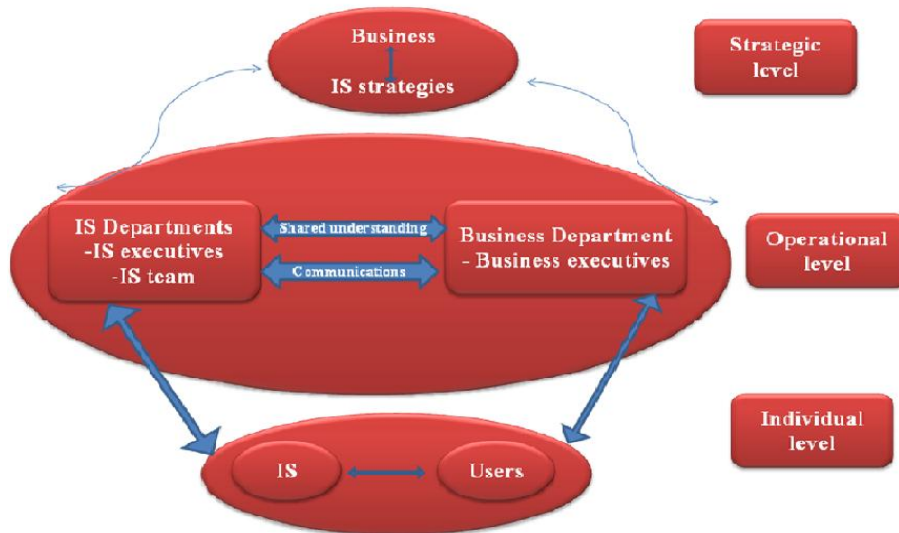 Business
IS strategies
Strategic
level
IS Departments
-IS executives
-IS team
Shared understanding
Communications
Business Department
- Business executives
Operational
level
Individual
level
IS
Users